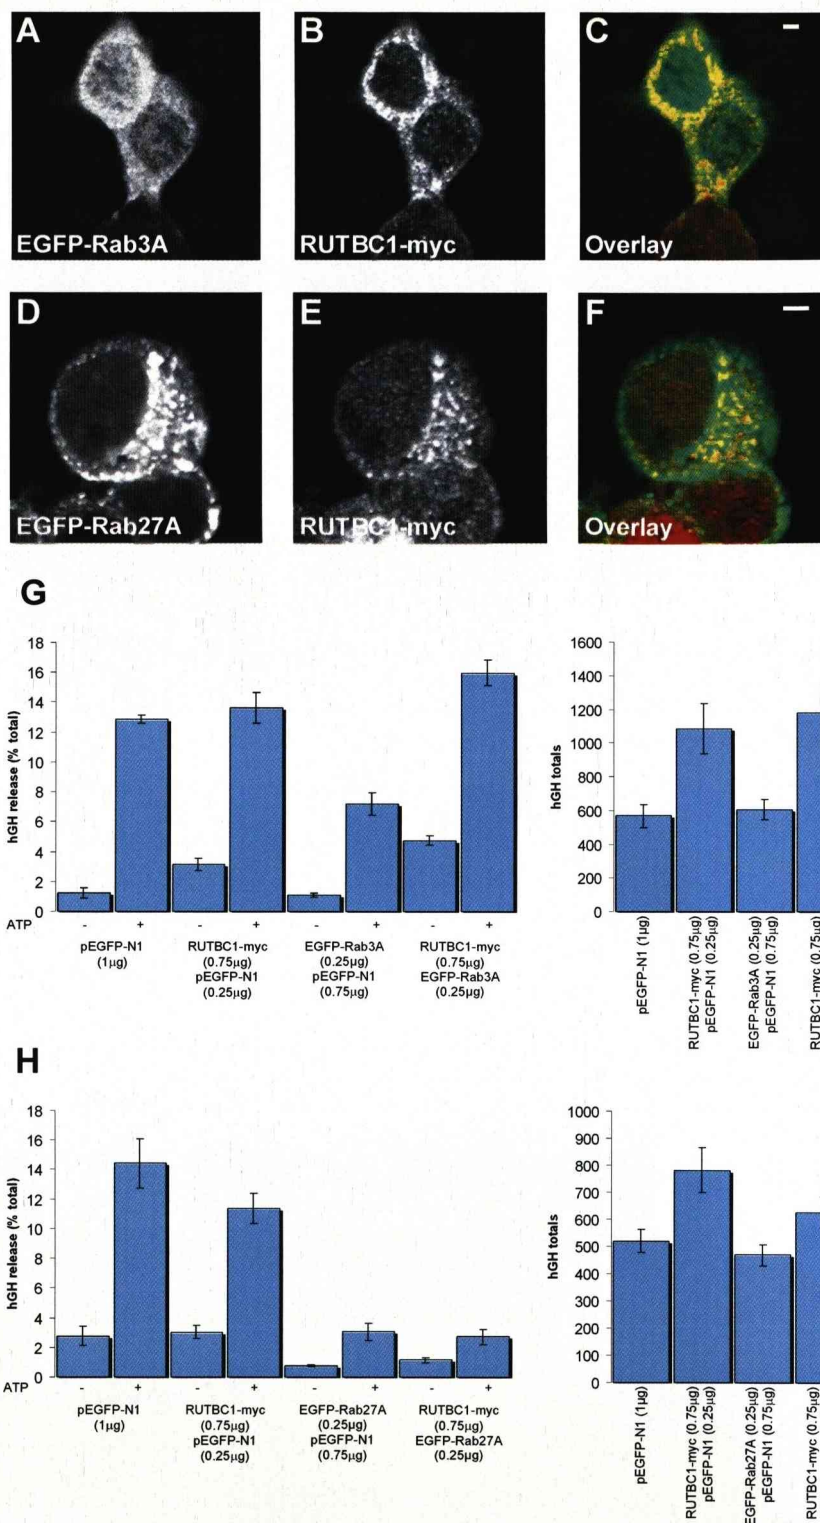 A
B
C
EGFP-Rab3A
RUTBC1-myc
Overlay
D
E
F
EGFP-Rab27A
RUTBC1-myc
Overlay
G
18
16
14
12
10
8
6
4
2
0
hGH release (% total)
ATP - + - + - + - +
pEGFP-N1
(1µg)
RUTBC1-myc
(0.75µg)
pEGFP-N1
(0.25µg)
EGFP-Rab3A
(0.25µg)
pEGFP-N1
(0.75µg)
RUTBC1-myc
(0.75µg)
EGFP-Rab3A
(0.25µg)
1600
1400
1200
1000
800
600
400
200
0
hGH totals
pEGFP-N1 (1µg)
RUTBC1-myc (0.75µg)
pEGFP-N1 (0.25µg)
EGFP-Rab3A (0.25µg)
pEGFP-N1 (0.75µg)
RUTBC1-myc (0.75µg)
H
18
16
14
12
10
8
6
4
2
0
hGH release (% total)
ATP - + - + - + - +
pEGFP-N1
(1µg)
RUTBC1-myc
(0.75µg)
pEGFP-N1
(0.25µg)
EGFP-Rab27A
(0.25µg)
pEGFP-N1
(0.75µg)
RUTBC1-myc
(0.75µg)
EGFP-Rab27A
(0.25µg)
1000
900
800
700
600
500
400
300
200
100
0
hGH totals
pEGFP-N1 (1µg)
RUTBC1-myc (0.75µg)
pEGFP-N1 (0.25µg)
EGFP-Rab27A (0.25µg)
pEGFP-N1 (0.75µg)
RUTBC1-myc (0.75µg)